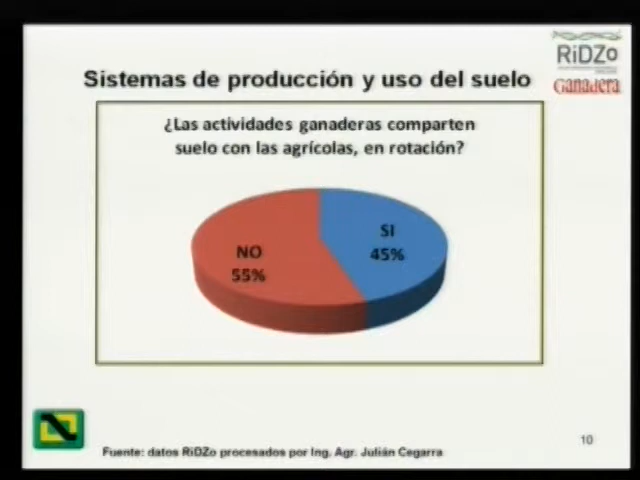 RiDZo
Ganadera
Sistemas de producción y uso del suelo
¿Las actividades ganaderas comparten
suelo con las agrícolas, en rotación?
SI
45%
NO
55%
10
Fuente: datos RiDZo procesados por Ing. Agr. Julián Cegarra